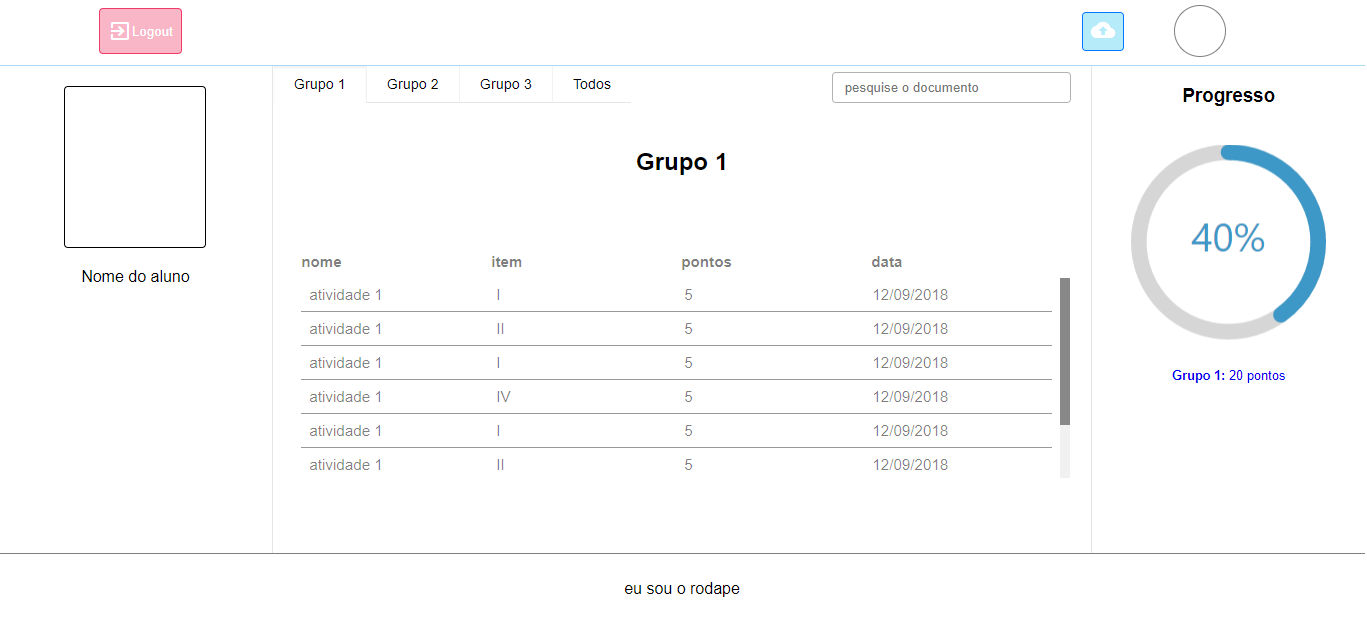 Logout
Grupo 1 Grupo 2 Grupo 3 Todos pesquise o documento
Progresso
Grupo 1
Nome do aluno
40%
Grupo 1: 20 pontos
nome item pontos data
atividade 1 I 5 12/09/2018
atividade 1 II 5 12/09/2018
atividade 1 I 5 12/09/2018
atividade 1 IV 5 12/09/2018
atividade 1 I 5 12/09/2018
atividade 1 II 5 12/09/2018
eu sou o rodape